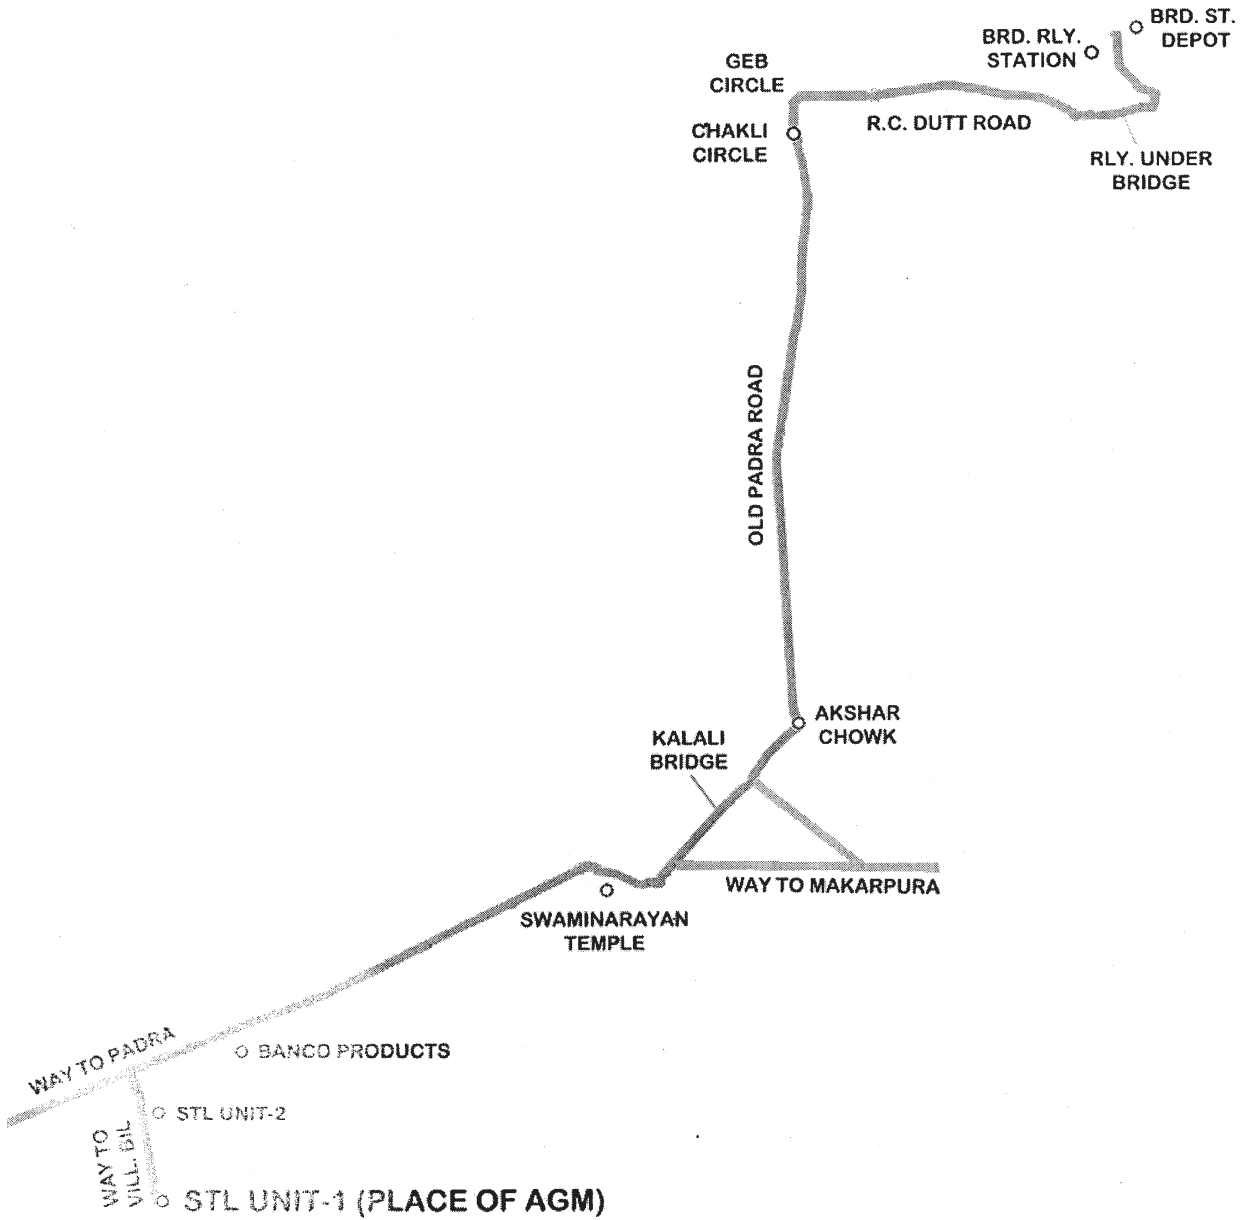 BRD. ST.
DEPOT
BRD. RLY.
STATION
GEB
CIRCLE
CHAKLI
CIRCLE
R.C. DUTT ROAD
RLY. UNDER
BRIDGE
OLD PADRA ROAD
AKSHAR
CHOWK
KALALI
BRIDGE
WAY TO MAKARPURA
SWAMINARAYAN
TEMPLE
WAY TO PADRA
BANCO PRODUCTS
STL UNIT-2
WAY TO
VILL. BIL
STL UNIT-1 (PLACE OF AGM)